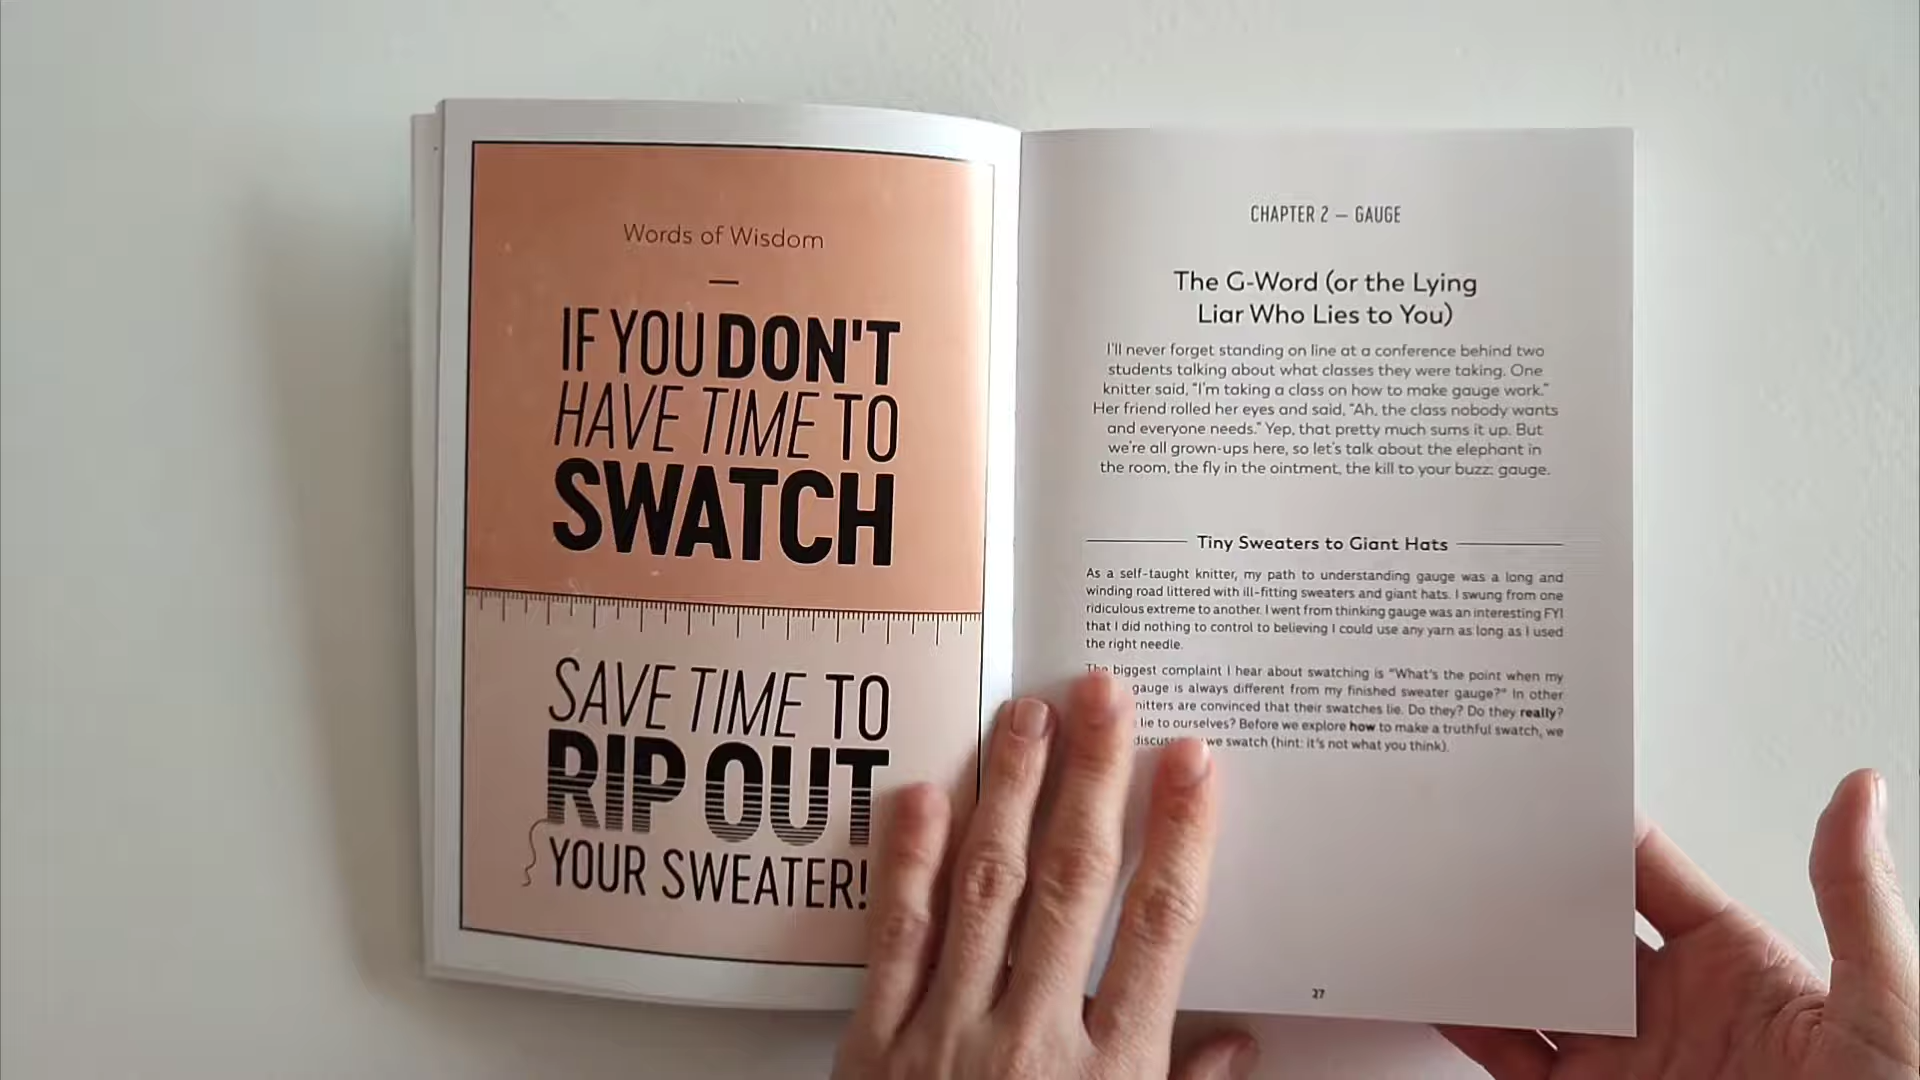 Words of Wisdom
IF YOU DON'T
HAVE TIME TO
SWATCH
SAVE TIME TO
RIP OUT
YOUR SWEATER!
CHAPTER 2 — GAUGE
The G-Word (or the Lying
Liar Who Lies to You)
I'll never forget standing on line at a conference behind two
students talking about what classes they were taking. One
knitter said, "I'm taking a class on how to make gauge work."
Her friend rolled her eyes and said, "Ah, the class nobody wants
and everyone needs." Yep, that pretty much sums it up. But
we're all grown-ups here, so let's talk about the elephant in
the room, the fly in the ointment, the kill to your buzz: gauge.
Tiny Sweaters to Giant Hats
As a self-taught knitter, my path to understanding gauge was a long and
winding road littered with ill-fitting sweaters and giant hats. I swung from one
ridiculous extreme to another. I went from thinking gauge was an interesting FYI
that I did nothing to control to believing I could use any yarn as long as I used
the right needle.
The biggest complaint I hear about swatching is "What's the point when my
gauge is always different from my finished sweater gauge?" In other
nitters are convinced that their swatches lie. Do they? Do they really?
lie to ourselves? Before we explore how to make a truthful swatch, we
discuss we swatch (hint: it's not what you think).
27